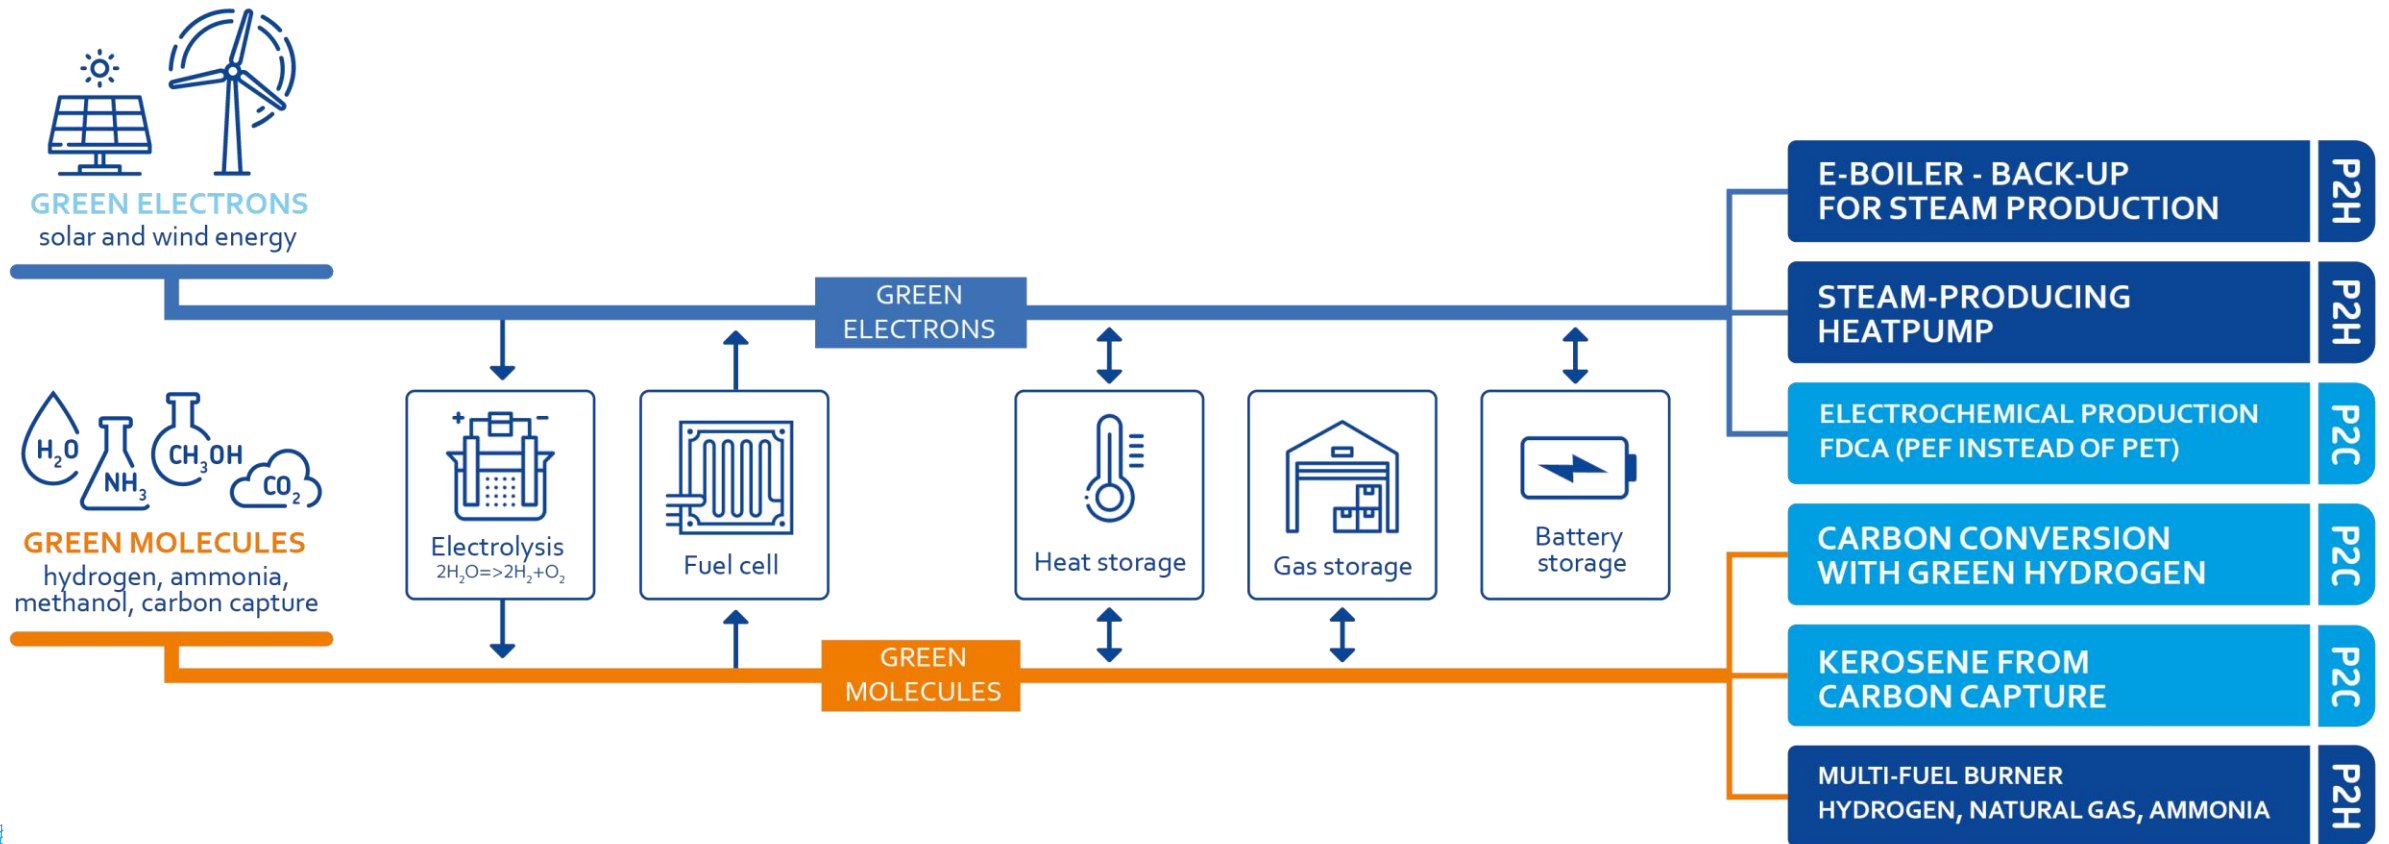 GREEN ELECTRONS
solar and wind energy
H₂O
NH₃
CH₃OH
CO₂
GREEN MOLECULES
hydrogen, ammonia,
methanol, carbon capture
GREEN
ELECTRONS
+ −
Electrolysis
2H₂O=>2H₂+O₂
Fuel cell
Heat storage
Gas storage
Battery
storage
GREEN
MOLECULES
E-BOILER - BACK-UP
FOR STEAM PRODUCTION
P2H
STEAM-PRODUCING
HEATPUMP
P2H
ELECTROCHEMICAL PRODUCTION
FDCA (PEF INSTEAD OF PET)
P2C
CARBON CONVERSION
WITH GREEN HYDROGEN
P2C
KEROSENE FROM
CARBON CAPTURE
P2C
MULTI-FUEL BURNER
HYDROGEN, NATURAL GAS, AMMONIA
P2H